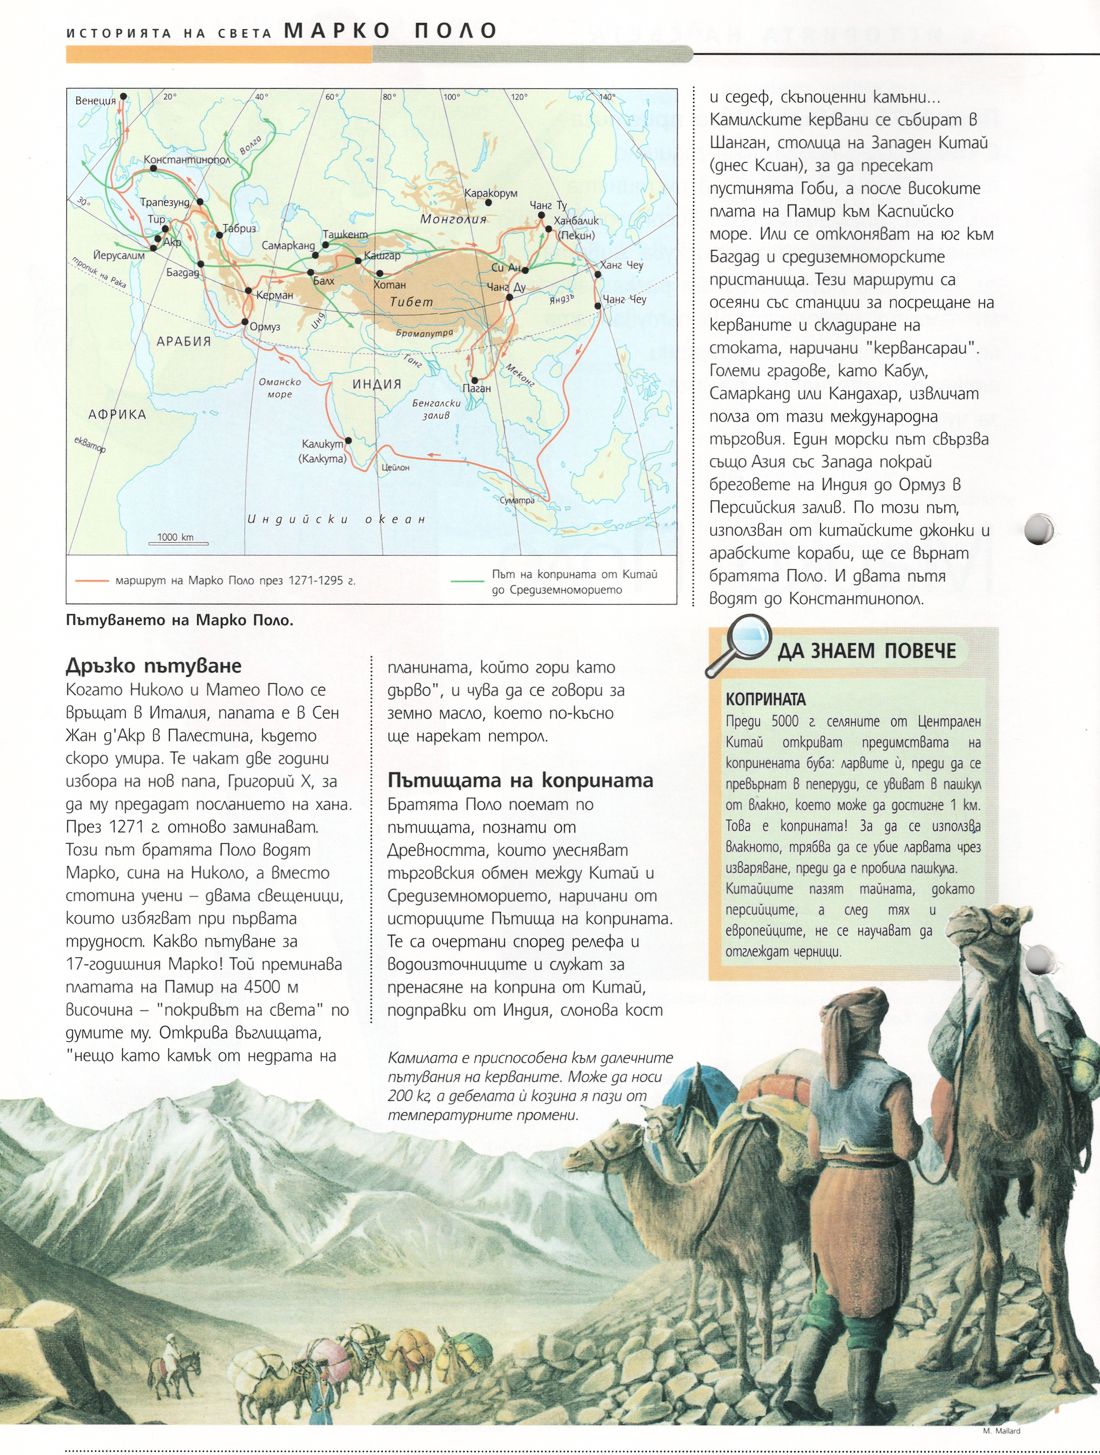 ИСТОРИЯТА НА СВЕТА МАРКО ПОЛО
Венеция
20°
40°
60°
80°
100°
120°
140°
Волга
Константинопол
30°
Трапезунд
Каракорум
Монголия
Чанг Ту
Ханбалик
(Пекин)
Тир
Акр
Табриз
Ташкент
Самарканд
Кашгар
Йерусалим
Багдад
Балх
Хотан
Си Ан
Ханг Чеу
тропик на Рака
Керман
Тибет
Чанг Ду
Яндзъ
Чанг Чеу
Ормуз
Инд
Брамапутра
АРАБИЯ
Ганг
Меконг
Оманско
море
ИНДИЯ
Паган
Бенгалски
залив
АФРИКА
екватор
Каликут
(Калкута)
Цейлон
Суматра
Индийски океан
1000 km
маршрут на Марко Поло през 1271-1295 г.
Път на коприната от Китай
до Средиземноморието
Пътуването на Марко Поло.
Дръзко пътуване
Когато Николо и Матео Поло се
връщат в Италия, папата е в Сен
Жан д'Акр в Палестина, където
скоро умира. Те чакат две години
избора на нов папа, Григорий X, за
да му предадат посланието на хана.
През 1271 г. отново заминават.
Този път братята Поло водят
Марко, сина на Николо, а вместо
стотина учени – двама свещеници,
които избягват при първата
трудност. Какво пътуване за
17-годишния Марко! Той преминава
платата на Памир на 4500 м
височина – "покривът на света" по
думите му. Открива въглищата,
"нещо като камък от недрата на
планината, който гори като
дърво", и чува да се говори за
земно масло, което по-късно
ще нарекат петрол.
Пътищата на коприната
Братята Поло поемат по
пътищата, познати от
Древността, които улесняват
търговския обмен между Китай и
Средиземноморието, наричани от
историците Пътища на коприната.
Те са очертани според релефа и
водоизточниците и служат за
пренасяне на коприна от Китай,
подправки от Индия, слонова кост
и седеф, скъпоценни камъни...
Камилските кервани се събират в
Шанган, столица на Западен Китай
(днес Ксиан), за да пресекат
пустинята Гоби, а после високите
плата на Памир към Каспийско
море. Или се отклоняват на юг към
Багдад и средиземноморските
пристанища. Тези маршрути са
осеяни със станции за посрещане на
керваните и складиране на
стоката, наричани "кервансараи".
Големи градове, като Кабул,
Самарканд или Кандахар, извличат
полза от тази международна
търговия. Един морски път свързва
също Азия със Запада покрай
бреговете на Индия до Ормуз в
Персийския залив. По този път,
използван от китайските джонки и
арабските кораби, ще се върнат
братята Поло. И двата пътя
водят до Константинопол.
ДА ЗНАЕМ ПОВЕЧЕ
КОПРИНАТА
Преди 5000 г. селяните от Централен
Китай откриват предимствата на
копринената буба: ларвите ѝ, преди да се
превърнат в пеперуди, се увиват в пашкул
от влакно, което може да достигне 1 км.
Това е коприната! За да се използва
влакното, трябва да се убие ларвата чрез
изваряване, преди да е пробила пашкула.
Китайците пазят тайната, докато
персийците, а след тях и
европейците, не се научават да
отглеждат черници.
Камилата е приспособена към далечните
пътувания на керваните. Може да носи
200 кг, а дебелата ѝ козина я пази от
температурните промени.
M. Mallard